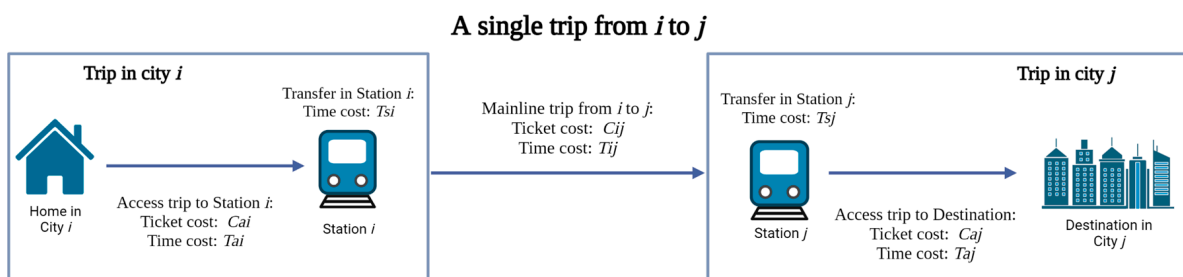 A single trip from i to j
Trip in city i
Transfer in Station i:
Time cost: Tsi
Home in
City i
Access trip to Station i:
Ticket cost: Cai
Time cost: Tai
Station i
Mainline trip from i to j:
Ticket cost: Cij
Time cost: Tij
Trip in city j
Transfer in Station j:
Time cost: Tsj
Station j
Access trip to Destination:
Ticket cost: Caj
Time cost: Taj
Destination in
City j